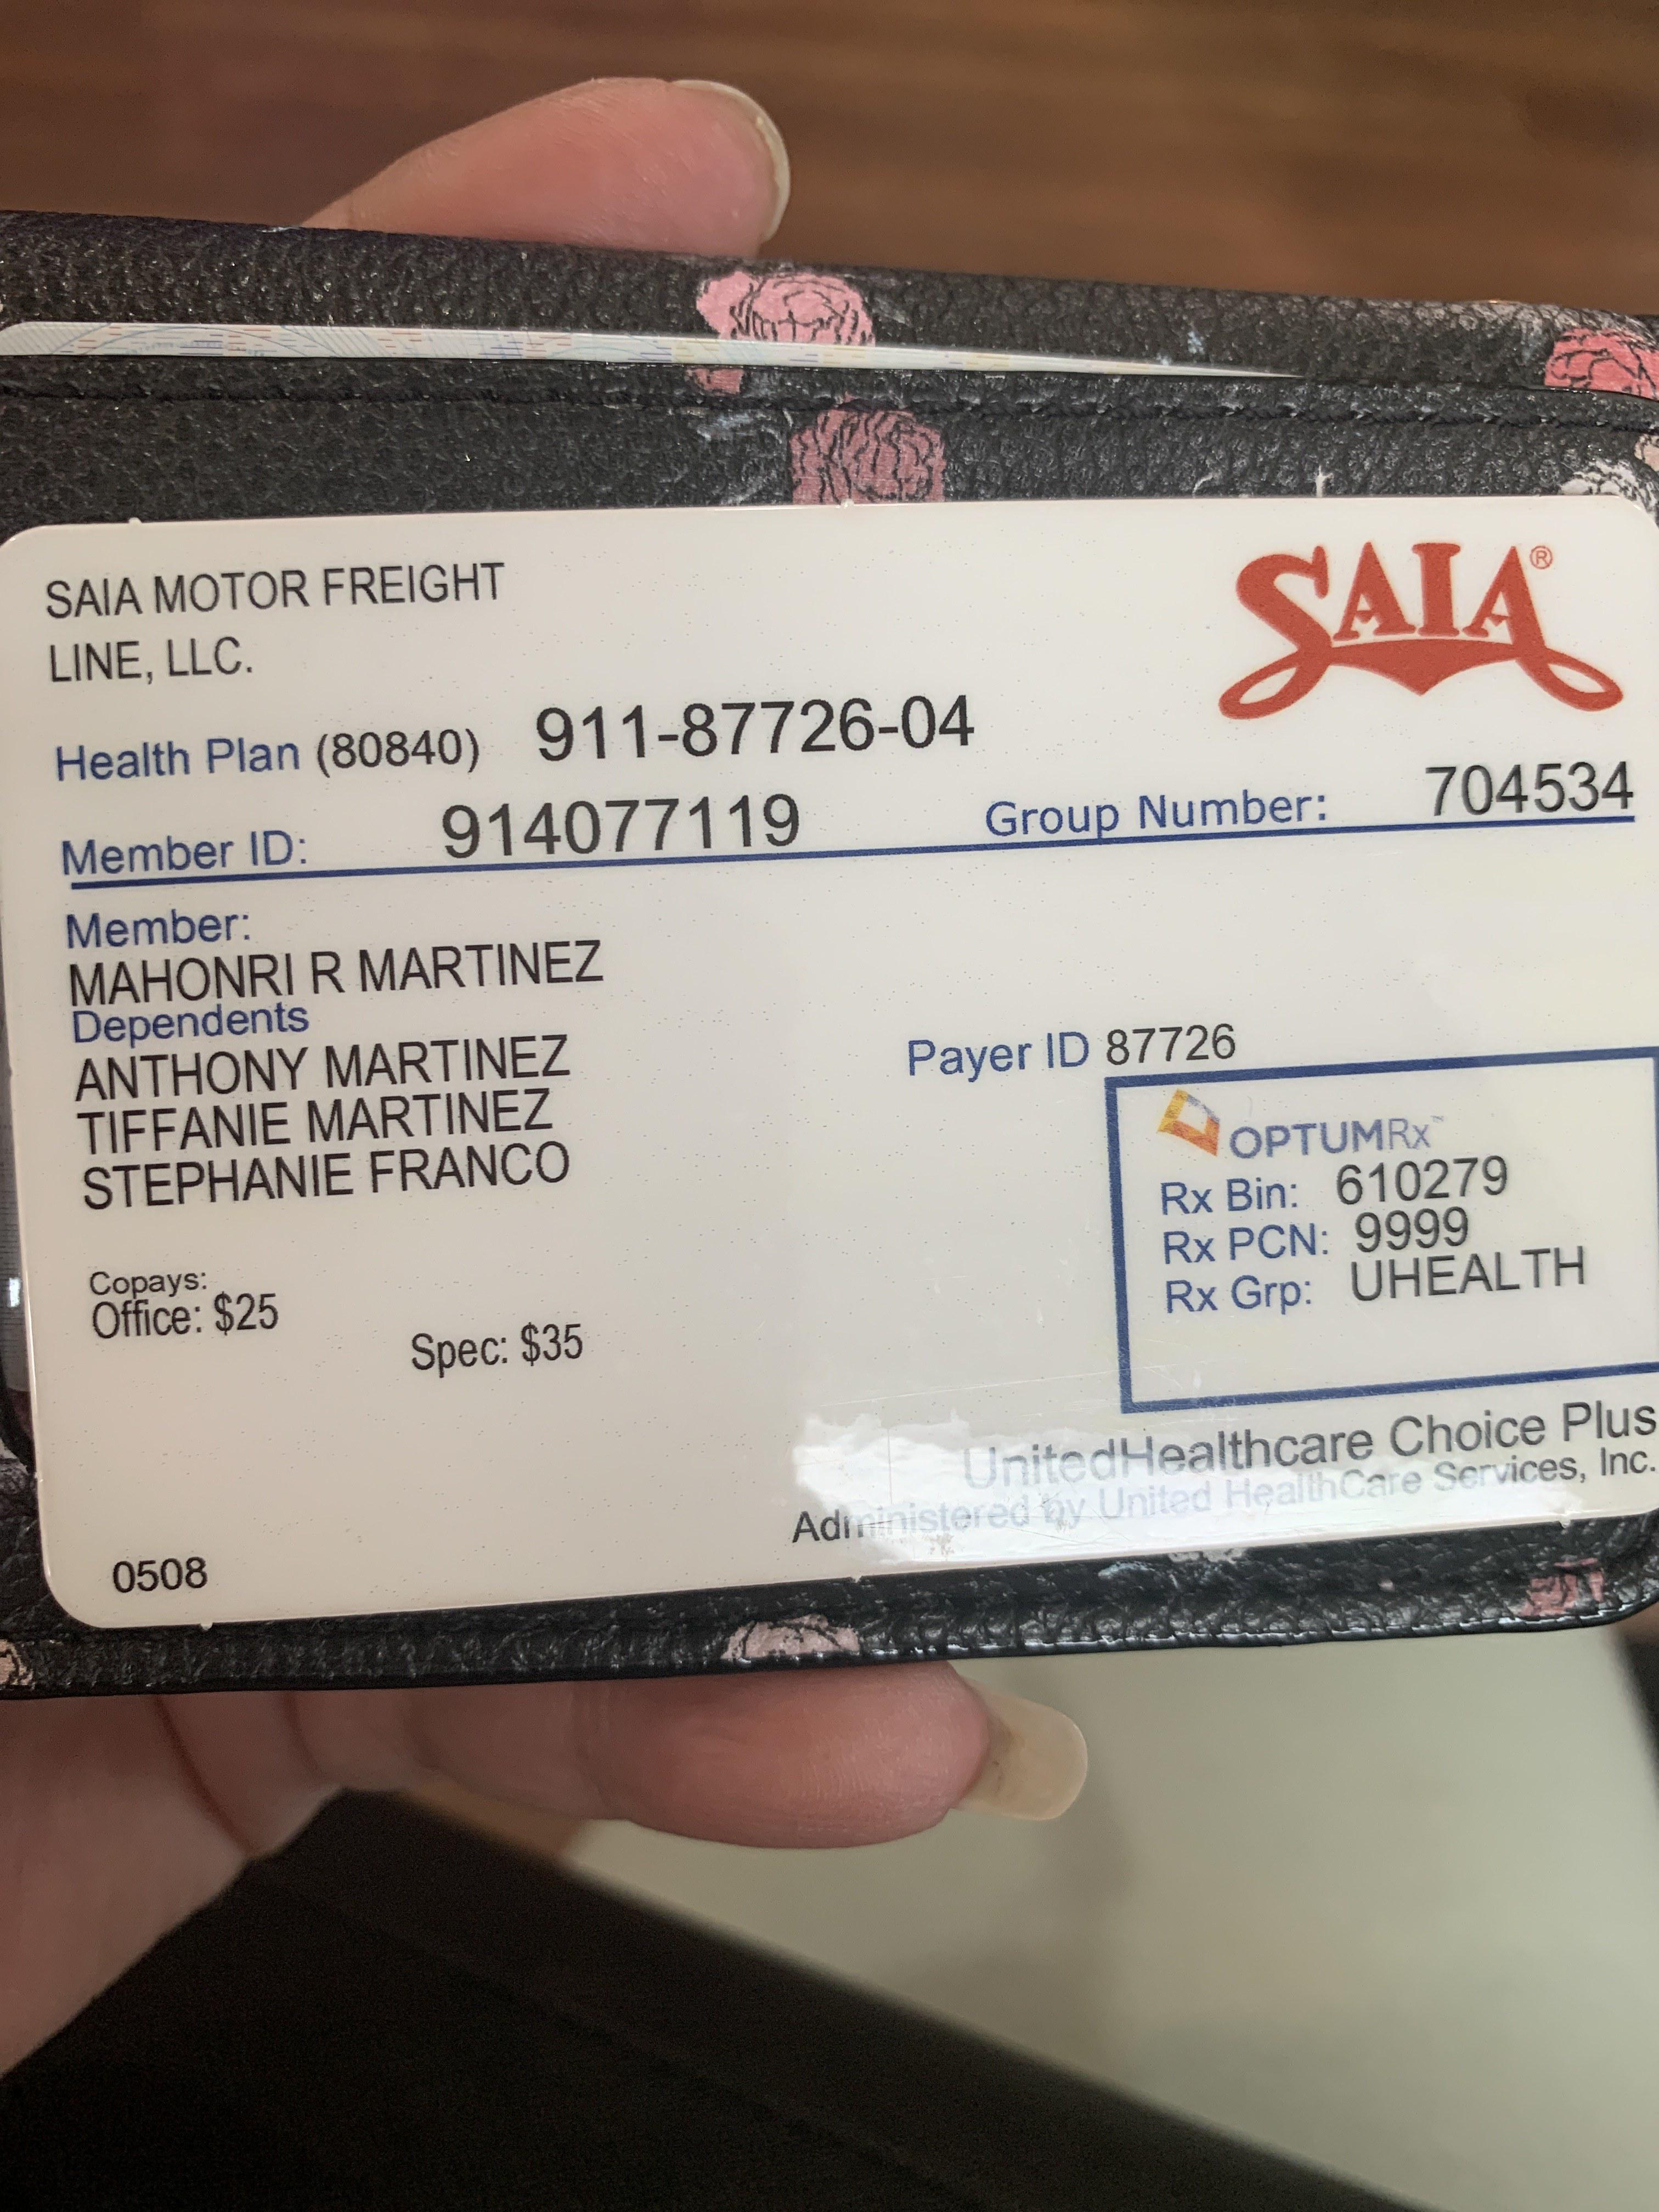 SAIA MOTOR FREIGHT
LINE, LLC.
SAIA®
Health Plan (80840) 911-87726-04
Member ID: 914077119 Group Number: 704534
Member:
MAHONRI R MARTINEZ
Dependents
ANTHONY MARTINEZ
TIFFANIE MARTINEZ
STEPHANIE FRANCO
Payer ID 87726
OPTUMRx™
Rx Bin: 610279
Rx PCN: 9999
Rx Grp: UHEALTH
Copays:
Office: $25
Spec: $35
UnitedHealthcare Choice Plus
Administered by United HealthCare Services, Inc.
0508